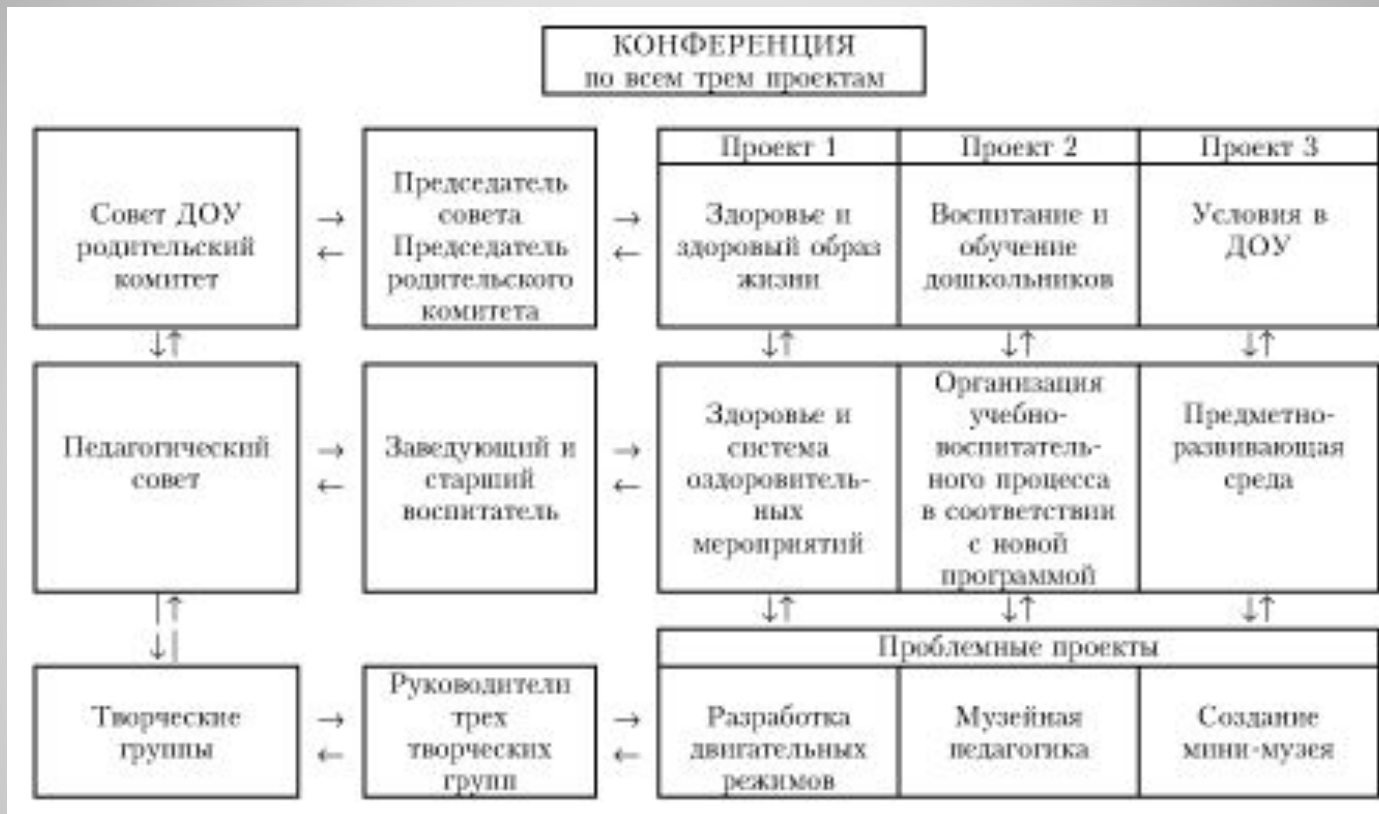 КОНФЕРЕНЦИЯ
по всем трем проектам
Совет ДОУ
родительский
комитет
→
←
Председатель
совета
Председатель
родительского
комитета
→
←
Проект 1
Здоровье и
здоровый образ
жизни
Проект 2
Воспитание и
обучение
дошкольников
Проект 3
Условия в
ДОУ
↓↑
↓↑
↓↑
↓↑
Педагогический
совет
→
←
Заведующий и
старший
воспитатель
→
←
Здоровье и
система
оздоровитель-
ных
мероприятий
Организация
учебно-
воспитатель-
ного процесса
в соответствии
с новой
программой
Предметно-
развивающая
среда
↓↑
↓↑
↓↑
↓↑
Творческие
группы
→
←
Руководители
трех
творческих
групп
→
←
Проблемные проекты
Разработка
двигательных
режимов
Музейная
педагогика
Создание
мини-музея